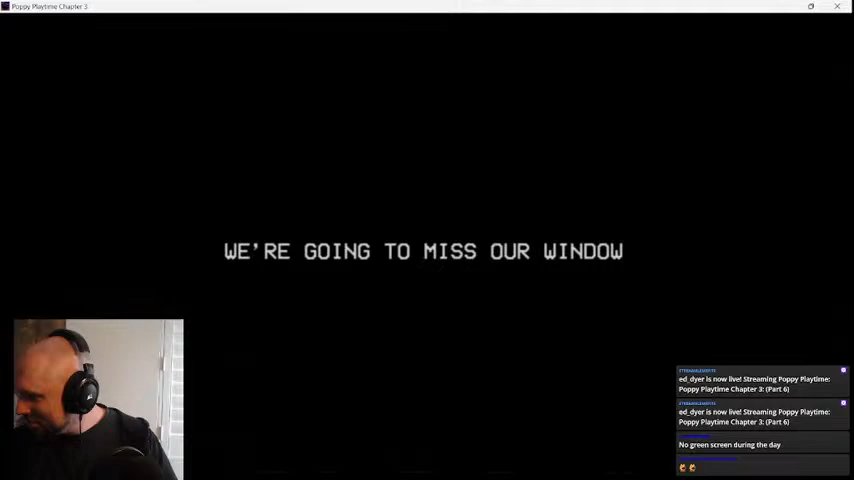 Poppy Playtime Chapter 3
WE'RE GOING TO MISS OUR WINDOW
ed_dyer is now live! Streaming Poppy Playtime:
Poppy Playtime Chapter 3: (Part 6)
ed_dyer is now live! Streaming Poppy Playtime:
Poppy Playtime Chapter 3: (Part 6)
No green screen during the day